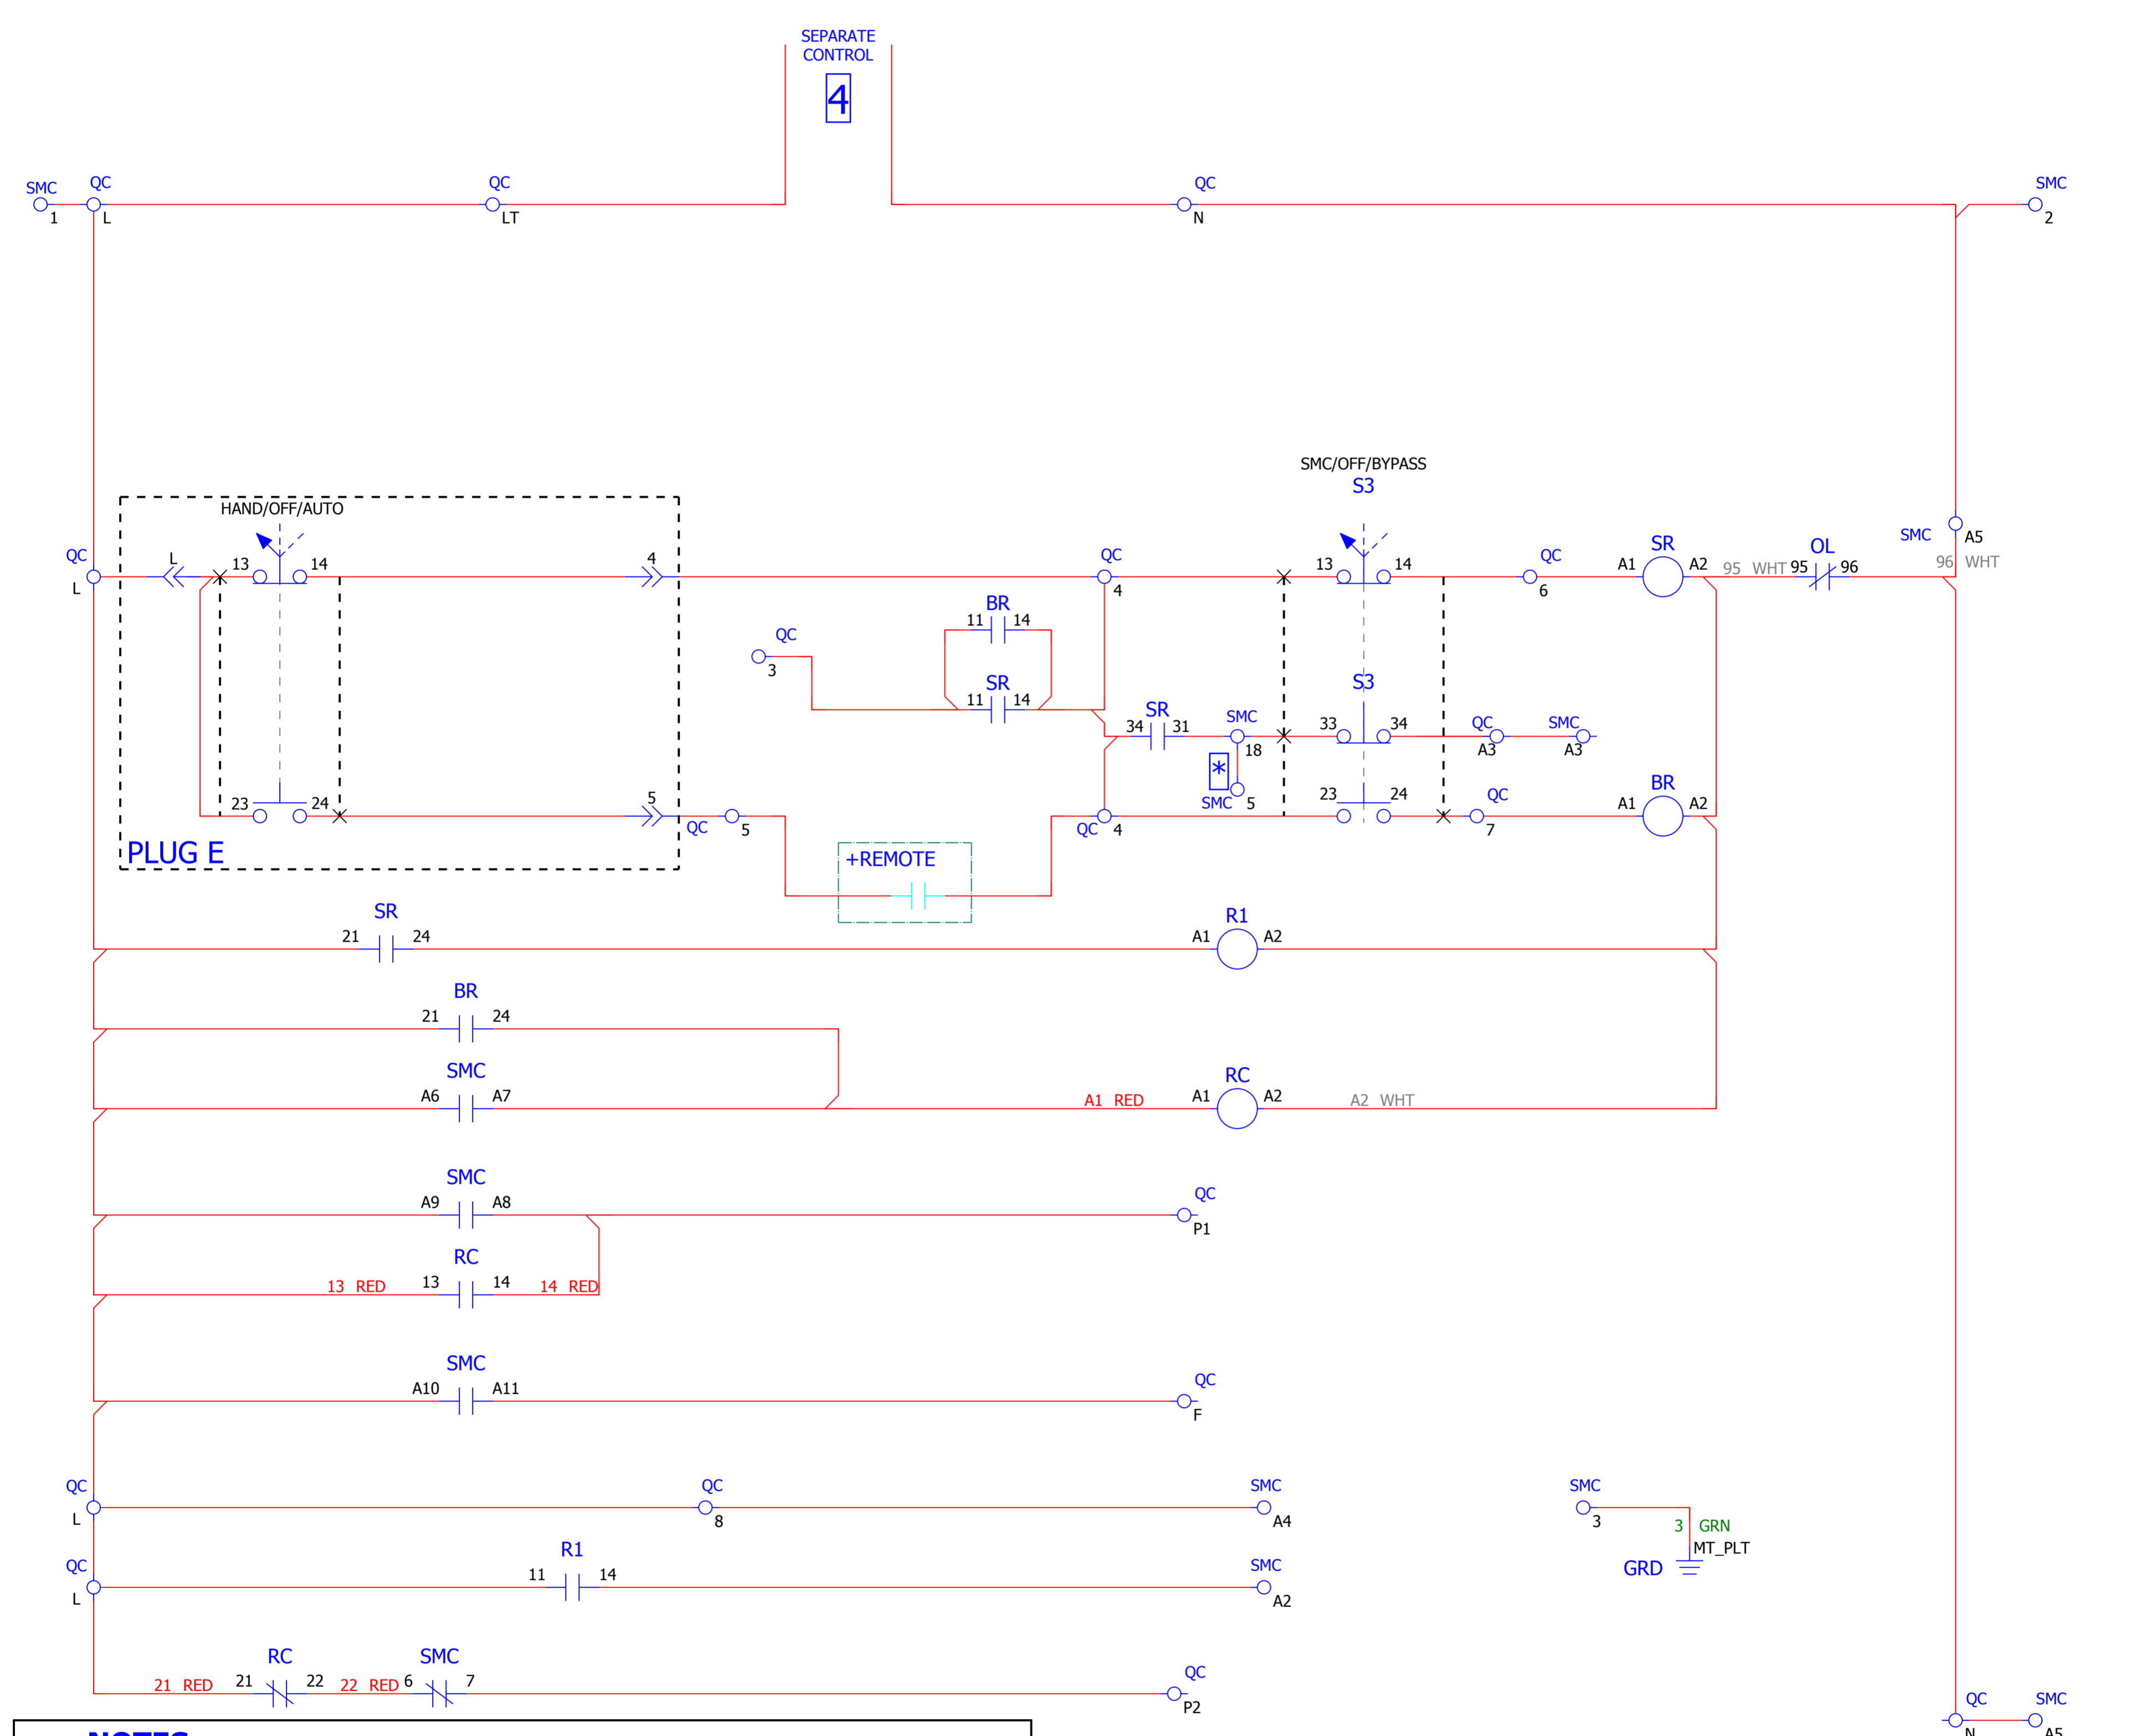 SEPARATE
CONTROL
4
SMC
1
QC
L
QC
LT
QC
N
SMC
2
SMC/OFF/BYPASS
S3
HAND/OFF/AUTO
QC
L
L
13
14
4
QC
4
13
14
QC
6
SR
A1
A2
95 WHT
OL
95
96
96 WHT
SMC
A5
BR
11
14
QC
3
SR
11
14
S3
SR
34
31
SMC
18
33
34
QC
A3
SMC
A3
*
SMC
5
23
24
5
QC
5
QC
4
23
24
QC
7
BR
A1
A2
PLUG E
+REMOTE
SR
21
24
R1
A1
A2
BR
21
24
SMC
A6
A7
A1 RED
RC
A1
A2
A2 WHT
SMC
A9
A8
QC
P1
RC
13 RED
13
14
14 RED
SMC
A10
A11
QC
F
QC
L
QC
8
SMC
A4
SMC
3
3 GRN
MT_PLT
GRD
QC
L
R1
11
14
SMC
A2
RC
21 RED
21
22
22 RED
SMC
6
7
QC
P2
QC
N
SMC
A5
NOTES